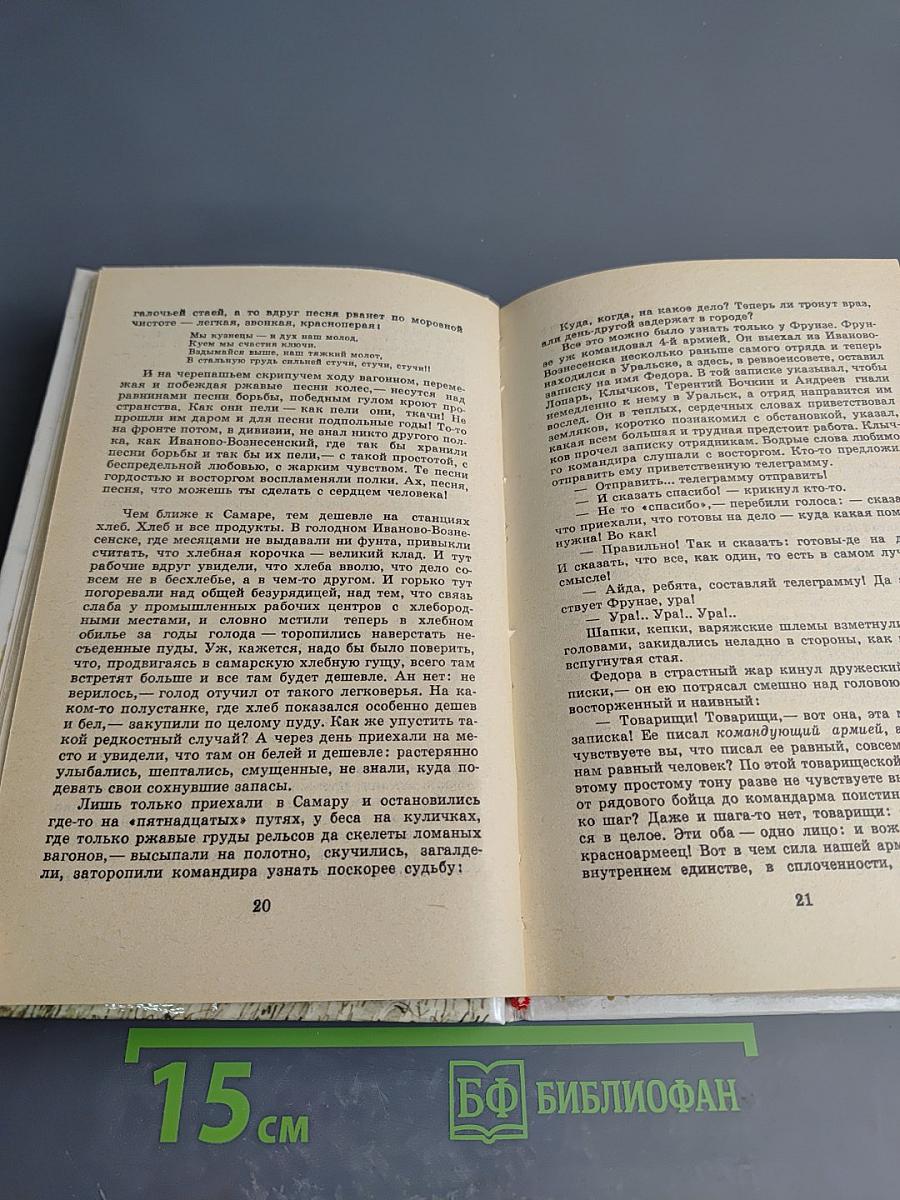 галочьей стаей, а то вдруг песня рванет по морозной
чистоте — легкая, звонкая, красноперая:
Мы кузнецы — и дух наш молод,
Куем мы счастия ключи.
Вздымайся выше, наш тяжкий молот,
В стальную грудь сильней стучи, стучи, стучи!!
И на черепашьем скрипучем ходу вагонном, переме-
жая и побеждая ржавые песни колес,— несутся над
равнинами песни борьбы, победным гулом кроют про-
странства. Как они пели — как пели они, ткачи! Не
прошли им даром и для песни подпольные годы! То-то
на фронте потом, в дивизии, не знал никто другого пол-
ка, как Иваново-Вознесенский, где так бы хранили
песни борьбы и так бы их пели,— с такой простотой, с
беспредельной любовью, с жарким чувством. Те песни
гордостью и восторгом воспламеняли полки. Ах, песня,
песня, что можешь ты сделать с сердцем человека!
Чем ближе к Самаре, тем дешевле на станциях
хлеб. Хлеб и все продукты. В голодном Иваново-Возне-
сенске, где месяцами не выдавали ни фунта, привыкли
считать, что хлебная корочка — великий клад. И тут
рабочие вдруг увидели, что хлеба вволю, что дело со-
всем не в бесхлебье, а в чем-то другом. И горько тут
погоревали над общей безурядицей, над тем, что связь
слаба у промышленных рабочих центров с хлебород-
ными местами, и словно мстили теперь в хлебном
обилье за годы голода — торопились наверстать не-
съеденные пуды. Уж, кажется, надо бы было поверить,
что, продвигаясь в самарскую хлебную гущу, всего там
встретят больше и все там будет дешевле. Ан нет: не
верилось,— голод отучил от такого легковерья. На ка-
ком-то полустанке, где хлеб показался особенно дешев
и бел,— закупили по целому пуду. Как же упустить та-
кой редкостный случай? А через день приехали на ме-
сто и увидели, что там он белей и дешевле: растерянно
улыбались, шептались, смущенные, не знали, куда по-
девать свои сохнувшие запасы.
Лишь только приехали в Самару и остановились
где-то на «пятнадцатых» путях, у беса на куличках,
где только ржавые груды рельсов да скелеты ломаных
вагонов,— высыпали на полотно, скучились, загалде-
ли, заторопили командира узнать поскорее судьбу:
20
Куда, когда, на какое дело? Теперь ли тронут враз,
али день-другой задержат в городе?
Все это можно было узнать только у Фрунзе. Фрун-
зе уж командовал 4-й армией. Он выехал из Иваново-
Вознесенска несколько раньше самого отряда и теперь
находился в Уральске, а здесь, в реввоенсовете, оставил
записку на имя Федора. В той записке указывал, чтобы
Лопарь, Клычков, Терентий Бочкин и Андреев гнали
немедленно к нему в Уральск, а отряд направится им
вослед. Он в теплых, сердечных словах приветствовал
земляков, коротко познакомил с обстановкой, указал,
какая всем большая и трудная предстоит работа. Клыч-
ков прочел записку отрядникам. Бодрые слова любимо-
го командира слушали с восторгом. Кто-то предложи
отправить ему приветственную телеграмму.
— Отправить... телеграмму отправить!
— И сказать спасибо! — крикнул кто-то.
— Не то «спасибо»,— перебили голоса: — сказа
что приехали, что готовы на дело — куда какая пом
нужна! Во как!
— Правильно! Так и сказать: готовы-де на д
И сказать, что все, как один, то есть в самом луч
смысле!
— Айда, ребята, составляй телеграмму! Да з
ствует Фрунзе, ура!
— Ура!.. Ура!.. Ура!..
Шапки, кепки, варяжские шлемы взметнули
головами, закидались неладно в стороны, как
вспугнутая стая.
Федора в страстный жар кинул дружеский
писки,— он ею потрясал смешно над головою
восторженный и наивный:
— Товарищи! Товарищи,— вот она, эта м
записка! Ее писал командующий армией, а
чувствуете вы, что писал ее равный, совсем
нам равный человек? По этой товарищеской
этому простому тону разве не чувствуете вы
от рядового бойца до командарма поистин
ко шаг? Даже и шага-то нет, товарищи:
ся в целое. Эти оба — одно лицо: и вож
красноармеец! Вот в чем сила нашей арм
внутреннем единстве, в сплоченности,
21
15 см
БФ БИБЛИОФАН